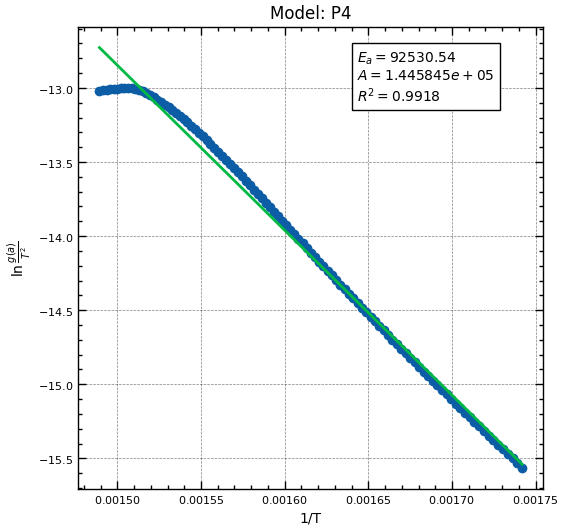 Model: P4
E_a = 92530.54
A = 1.445845e + 05
R^2 = 0.9918
−13.0
−13.5
−14.0
−14.5
−15.0
−15.5
ln g(a)/T^2
0.00150 0.00155 0.00160 0.00165 0.00170 0.00175
1/T